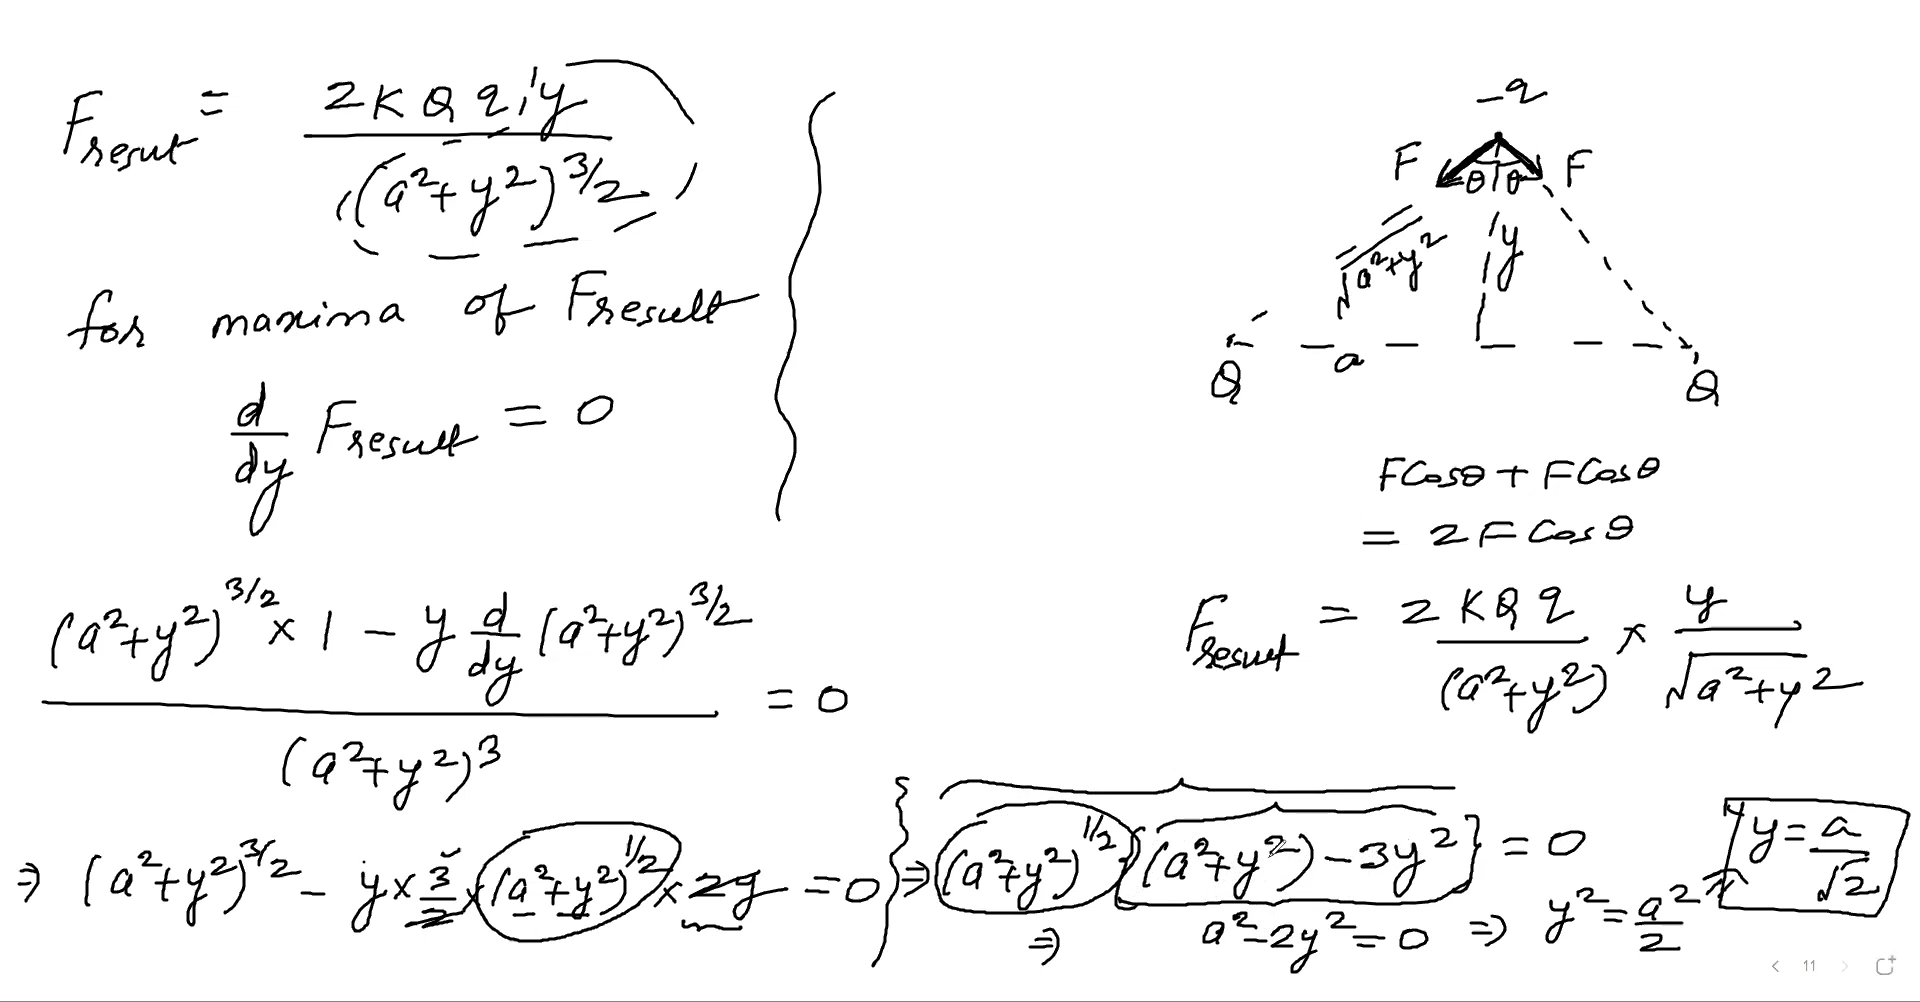 F_result = 2KQq'y / (a²+y²)^3/2
for maxima of F_result
d/dy F_result = 0
((a²+y²)^3/2 × 1 − y d/dy (a²+y²)^3/2) / (a²+y²)³ = 0
⇒ (a²+y²)^3/2 − y × 3/2 × (a²+y²)^1/2 × 2y = 0
−q
F θ θ F
√a²+y² y
a
Q Q
FCosθ + FCosθ
= 2FCosθ
F_result = 2KQq / (a²+y²) × y / √a²+y²
⇒ (a²+y²)^1/2 {(a²+y²) − 3y²} = 0
⇒ a²−2y² = 0 ⇒ y² = a²/2 ⇒ y = a/√2
11